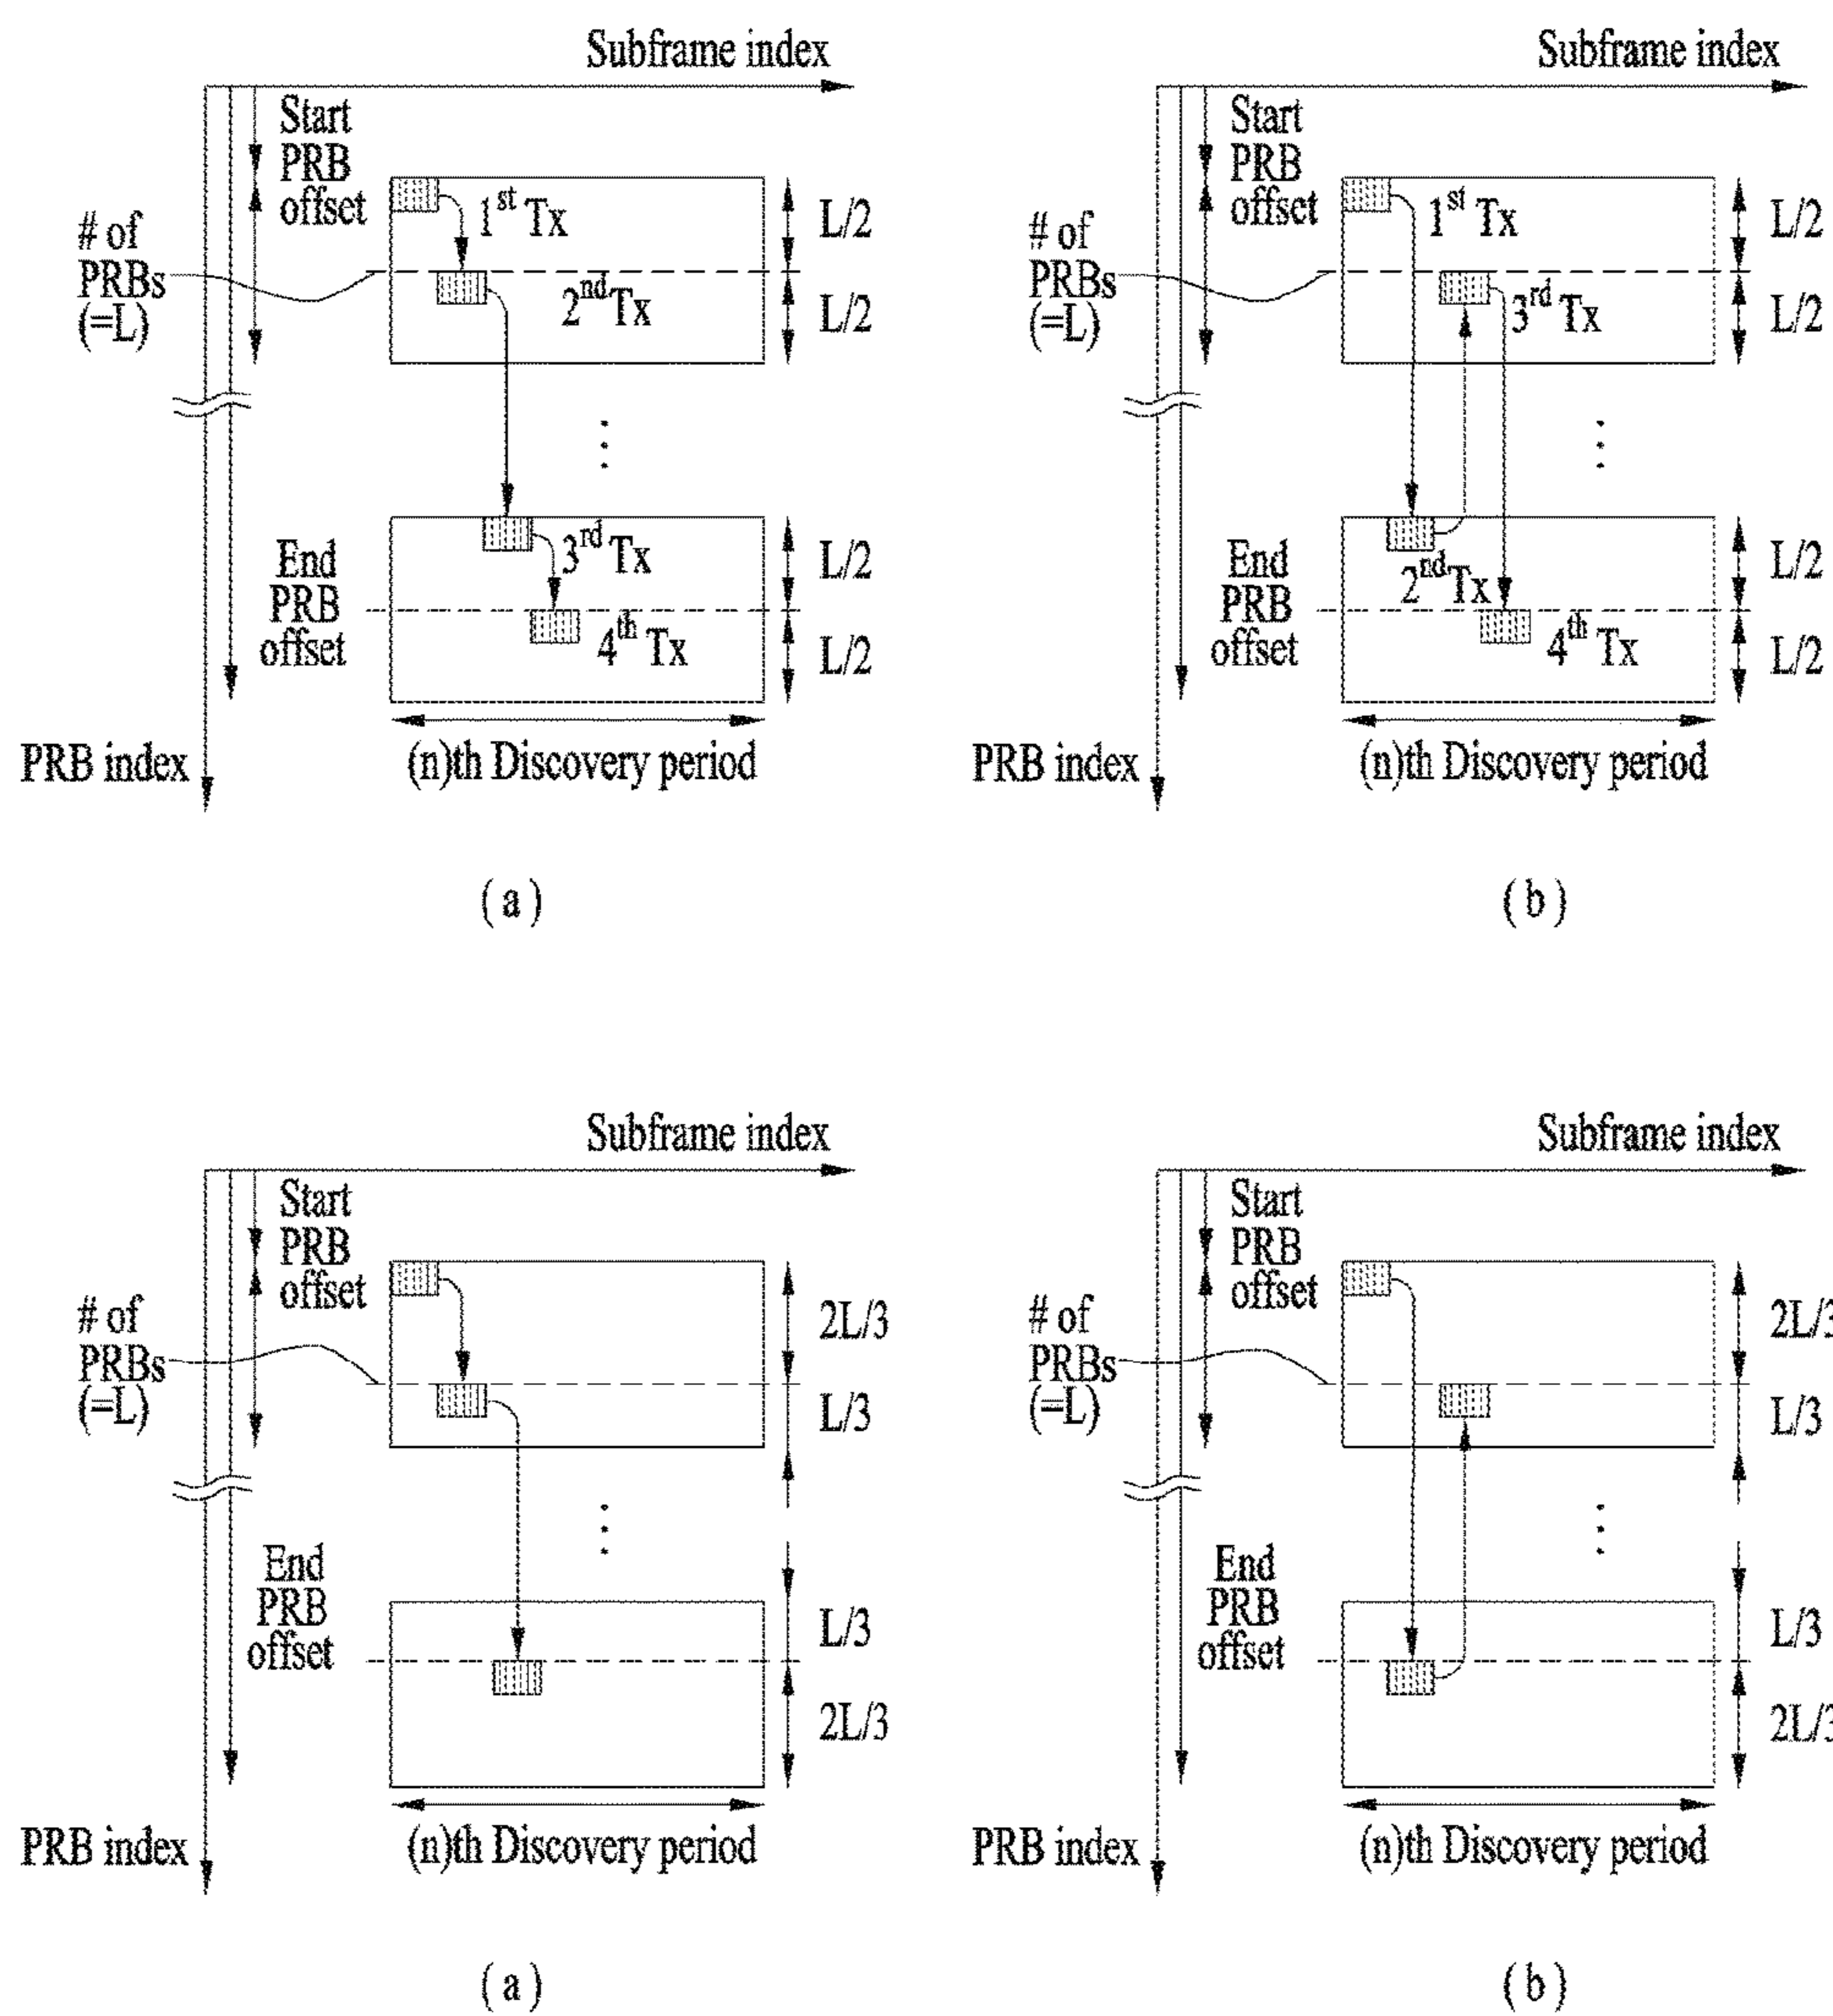 Subframe index
Start
PRB
offset
# of
PRBs
(=L)
1st Tx
2nd Tx
L/2
L/2
3rd Tx
4th Tx
End
PRB
offset
L/2
L/2
PRB index
(n)th Discovery period
(a)
Subframe index
Start
PRB
offset
# of
PRBs
(=L)
1st Tx
3rd Tx
L/2
L/2
2nd Tx
4th Tx
End
PRB
offset
L/2
L/2
PRB index
(n)th Discovery period
(b)
Subframe index
Start
PRB
offset
# of
PRBs
(=L)
2L/3
L/3
End
PRB
offset
L/3
2L/3
PRB index
(n)th Discovery period
(a)
Subframe index
Start
PRB
offset
# of
PRBs
(=L)
2L/3
L/3
End
PRB
offset
L/3
2L/3
PRB index
(n)th Discovery period
(b)